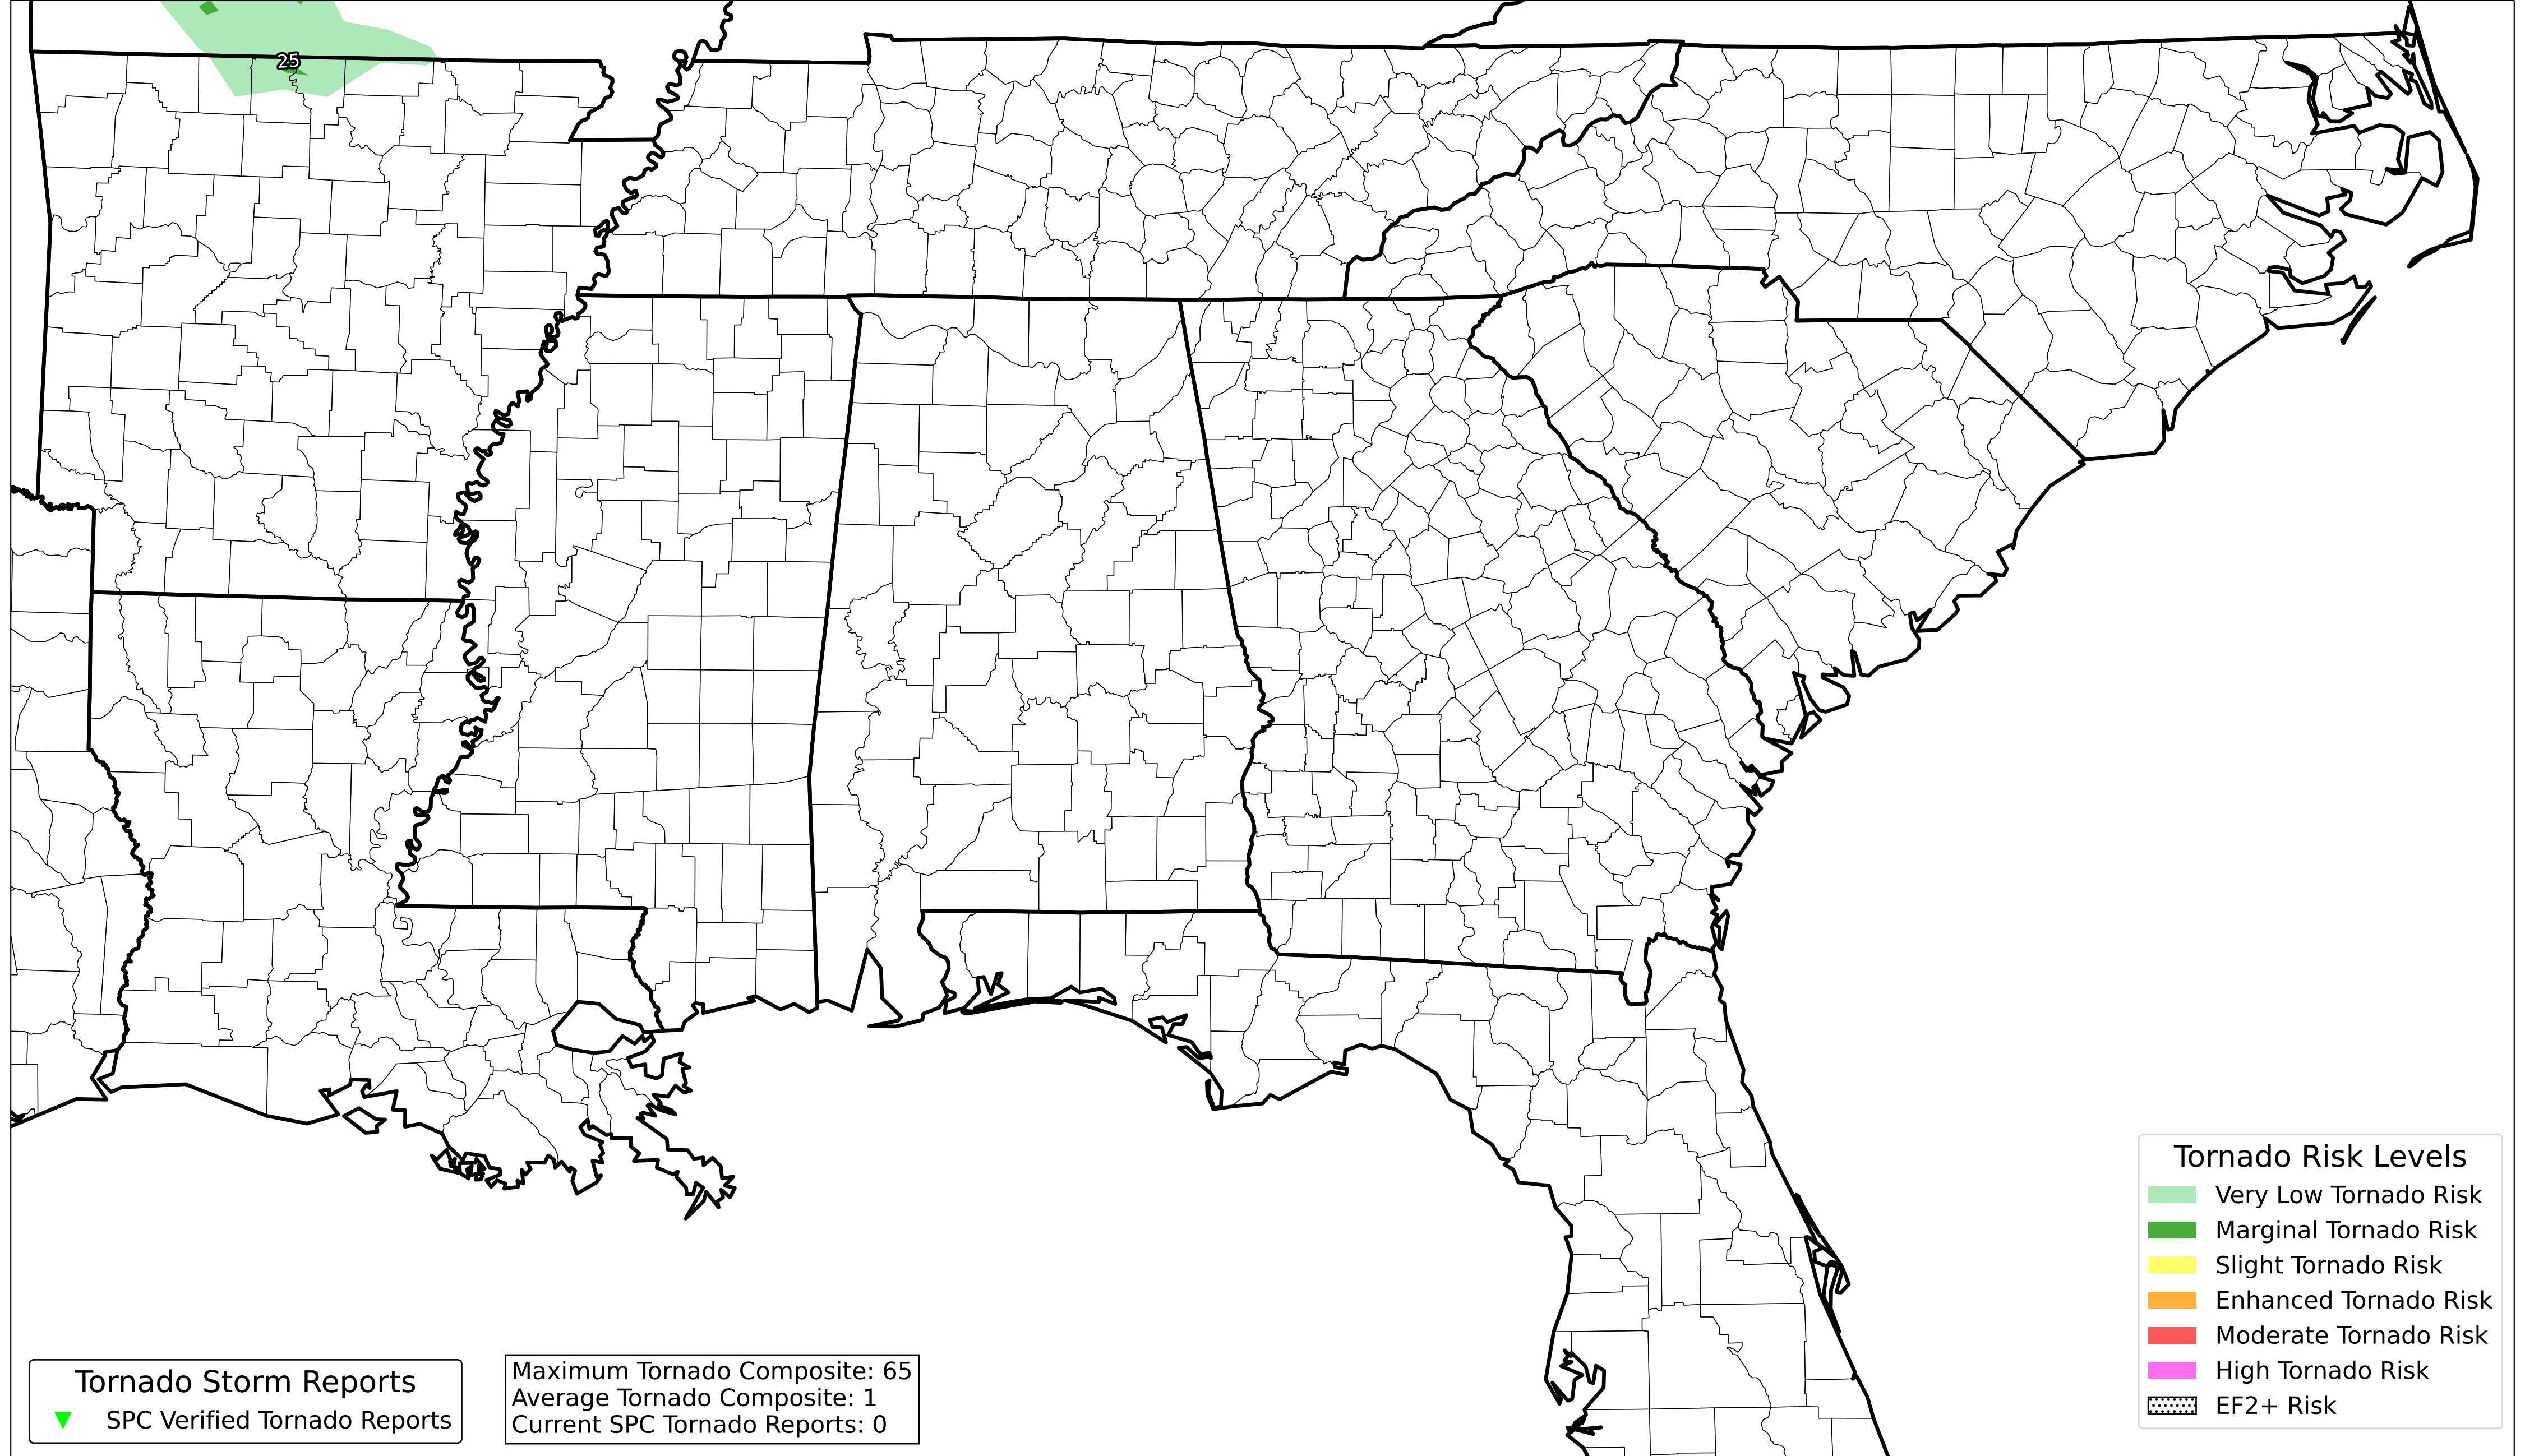 25
Tornado Risk Levels
Very Low Tornado Risk
Marginal Tornado Risk
Slight Tornado Risk
Enhanced Tornado Risk
Moderate Tornado Risk
High Tornado Risk
EF2+ Risk
Tornado Storm Reports
SPC Verified Tornado Reports
Maximum Tornado Composite: 65
Average Tornado Composite: 1
Current SPC Tornado Reports: 0